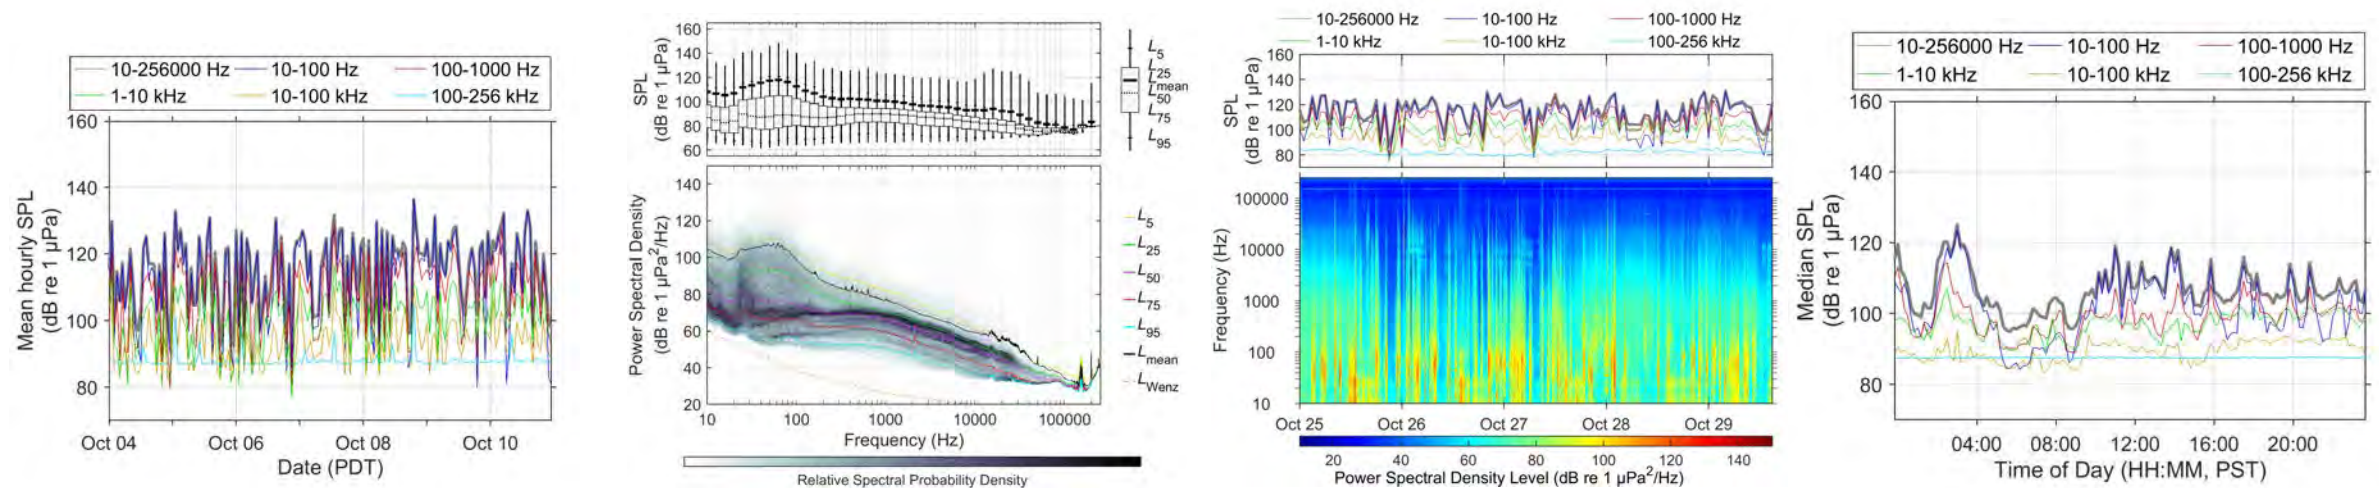 10-256000 Hz 10-100 Hz 100-1000 Hz
1-10 kHz 10-100 kHz 100-256 kHz
Mean hourly SPL
(dB re 1 µPa)
160
140
120
100
80
Oct 04 Oct 06 Oct 08 Oct 10
Date (PDT)
SPL
(dB re 1 µPa)
160
140
120
100
80
60
L5
L25
Lmean
L50
L75
L95
Power Spectral Density
(dB re 1 µPa²/Hz)
140
120
100
80
60
40
20
10 100 1000 10000 100000
Frequency (Hz)
L5
L25
L50
L75
L95
Lmean
LWenz
Relative Spectral Probability Density
10-256000 Hz 10-100 Hz 100-1000 Hz
1-10 kHz 10-100 kHz 100-256 kHz
SPL
(dB re 1 µPa)
160
140
120
100
80
Frequency (Hz)
100000
10000
1000
100
10
Oct 25 Oct 26 Oct 27 Oct 28 Oct 29
20 40 60 80 100 120 140
Power Spectral Density Level (dB re 1 µPa²/Hz)
10-256000 Hz 10-100 Hz 100-1000 Hz
1-10 kHz 10-100 kHz 100-256 kHz
Median SPL
(dB re 1 µPa)
160
140
120
100
80
04:00 08:00 12:00 16:00 20:00
Time of Day (HH:MM, PST)